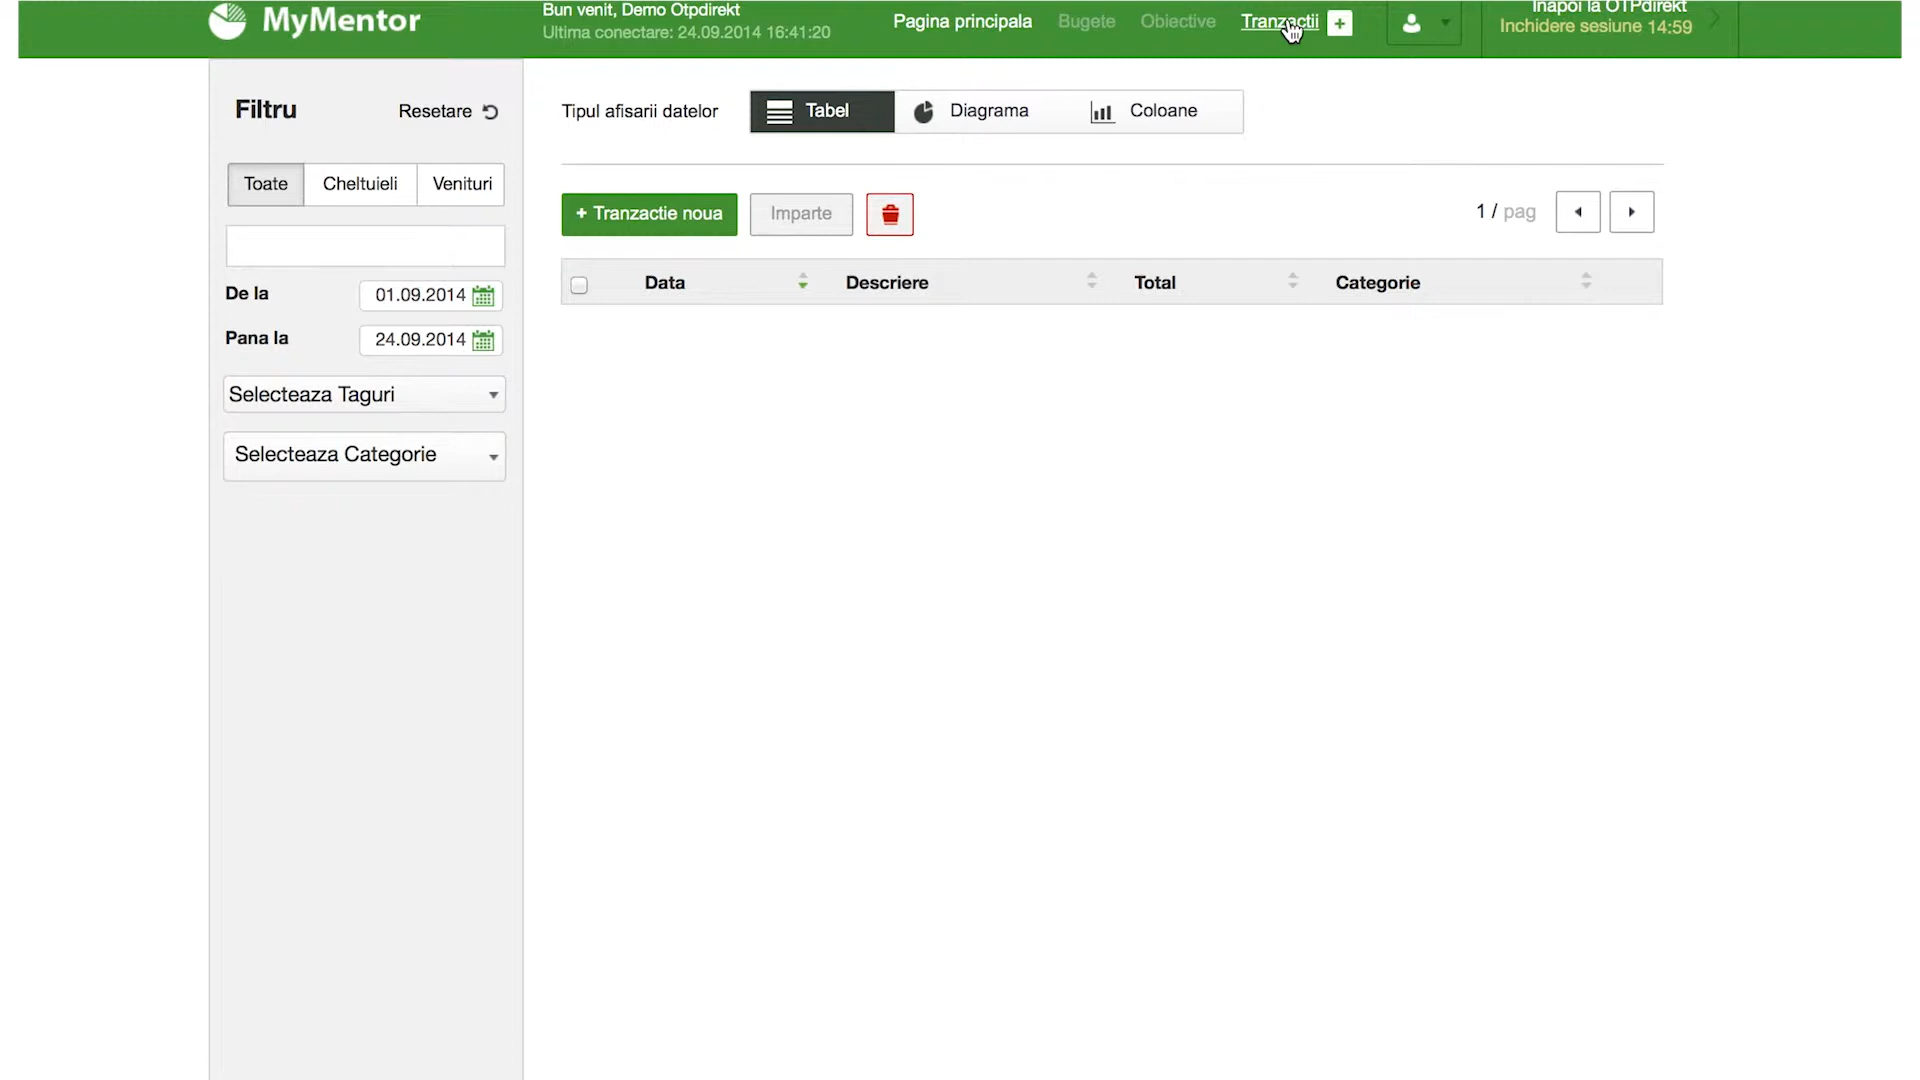 MyMentor
Bun venit, Demo Otpdirekt
Ultima conectare: 24.09.2014 16:41:20
Pagina principala
Bugete
Obiective
Tranzactii
+
Inapoi la OTPdirekt
Inchidere sesiune 14:59
Filtru
Resetare
Toate
Cheltuieli
Venituri
De la
01.09.2014
Pana la
24.09.2014
Selecteaza Taguri
Selecteaza Categorie
Tipul afisarii datelor
Tabel
Diagrama
Coloane
+ Tranzactie noua
Imparte
1 / pag
Data
Descriere
Total
Categorie